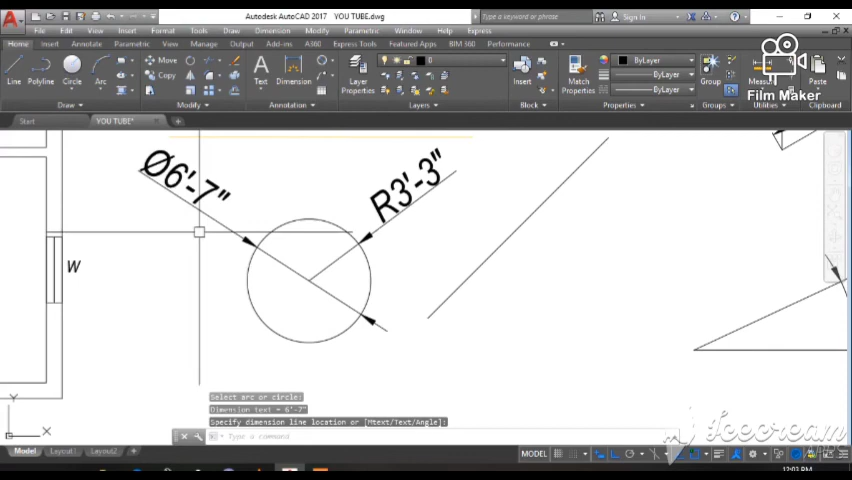 Autodesk AutoCAD 2017 YOU TUBE.dwg
Type a keyword or phrase
Sign In
File Edit View Insert Format Tools Draw Dimension Modify Parametric Window Help Express
Home Insert Annotate Parametric View Manage Output Add-ins A360 Express Tools Featured Apps BIM 360 Performance
Line Polyline Circle Arc
Move
Copy
Text Dimension
Layer Properties
0
Insert
Match Properties
ByLayer
ByLayer
ByLayer
Group
Measure
Paste
Draw Modify Annotation Layers Block Properties Groups Utilities Clipboard
Film Maker
Start YOU TUBE*
Ø6'-7"
R3'-3"
W
Y
X
Select arc or circle:
Dimension text = 6'-7"
Specify dimension line location or [Mtext/Text/Angle]:
Type a command
Icecream
Model Layout1 Layout2
MODEL
12:03 PM